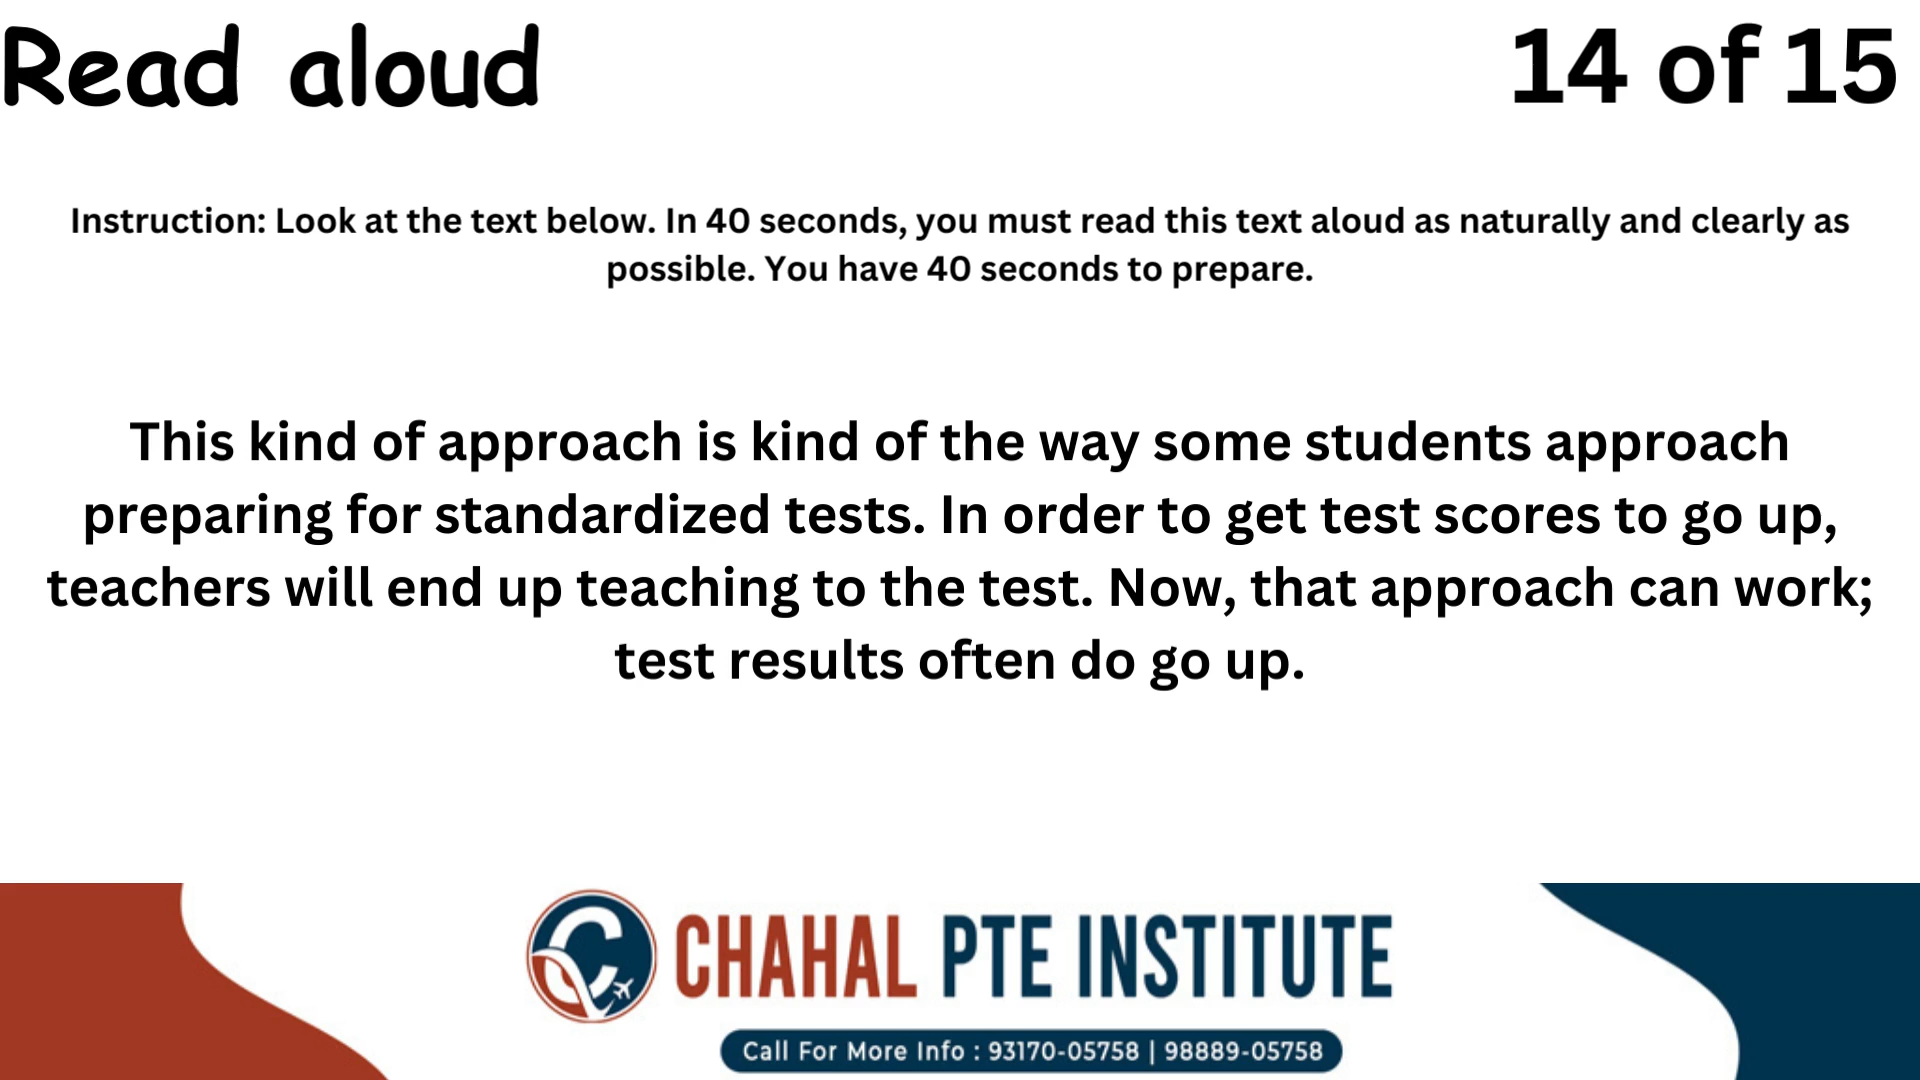 Read aloud
14 of 15
Instruction: Look at the text below. In 40 seconds, you must read this text aloud as naturally and clearly as
possible. You have 40 seconds to prepare.
This kind of approach is kind of the way some students approach
preparing for standardized tests. In order to get test scores to go up,
teachers will end up teaching to the test. Now, that approach can work;
test results often do go up.
CHAHAL PTE INSTITUTE
Call For More Info : 93170-05758 | 98889-05758